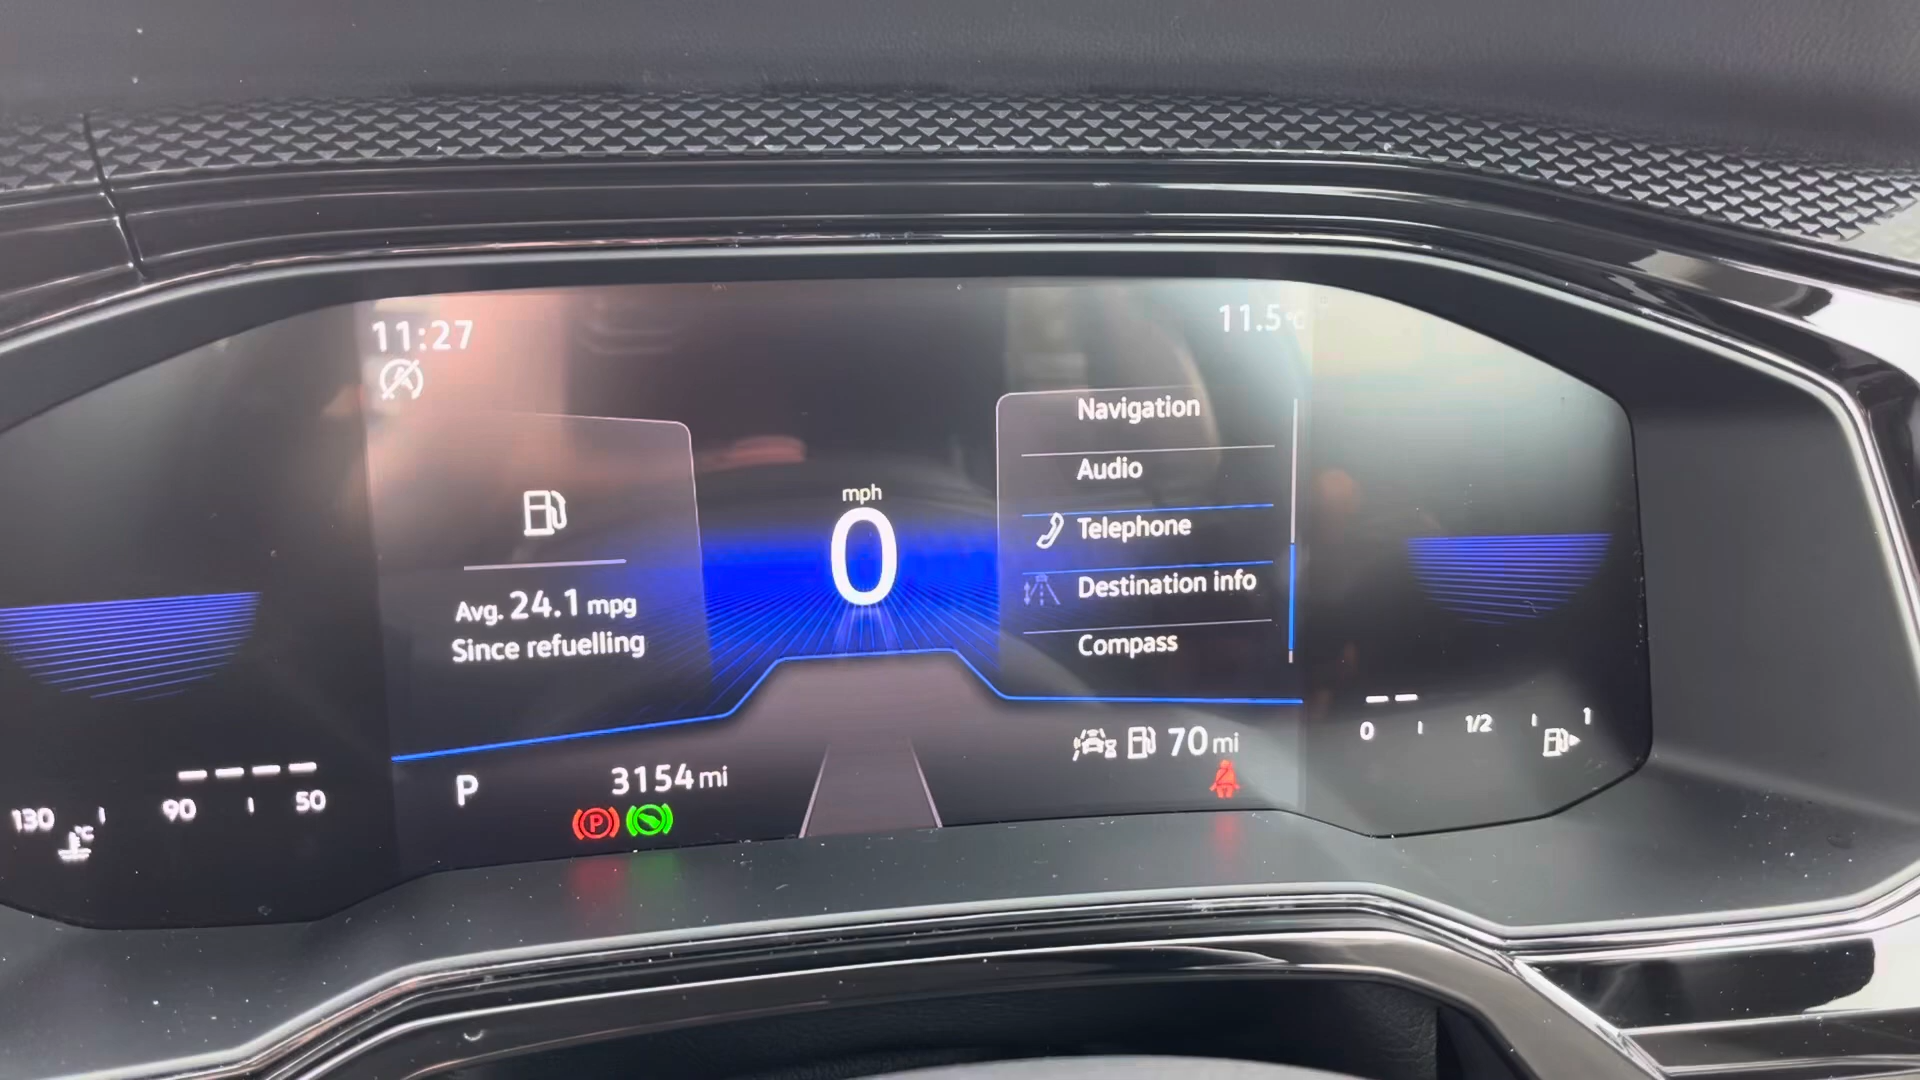 11:27
11.5°C
Navigation
Audio
Telephone
Destination info
Compass
mph
0
Avg. 24.1 mpg
Since refuelling
P
3154 mi
70 mi
P
130
90
50
°C
0
1/2
1